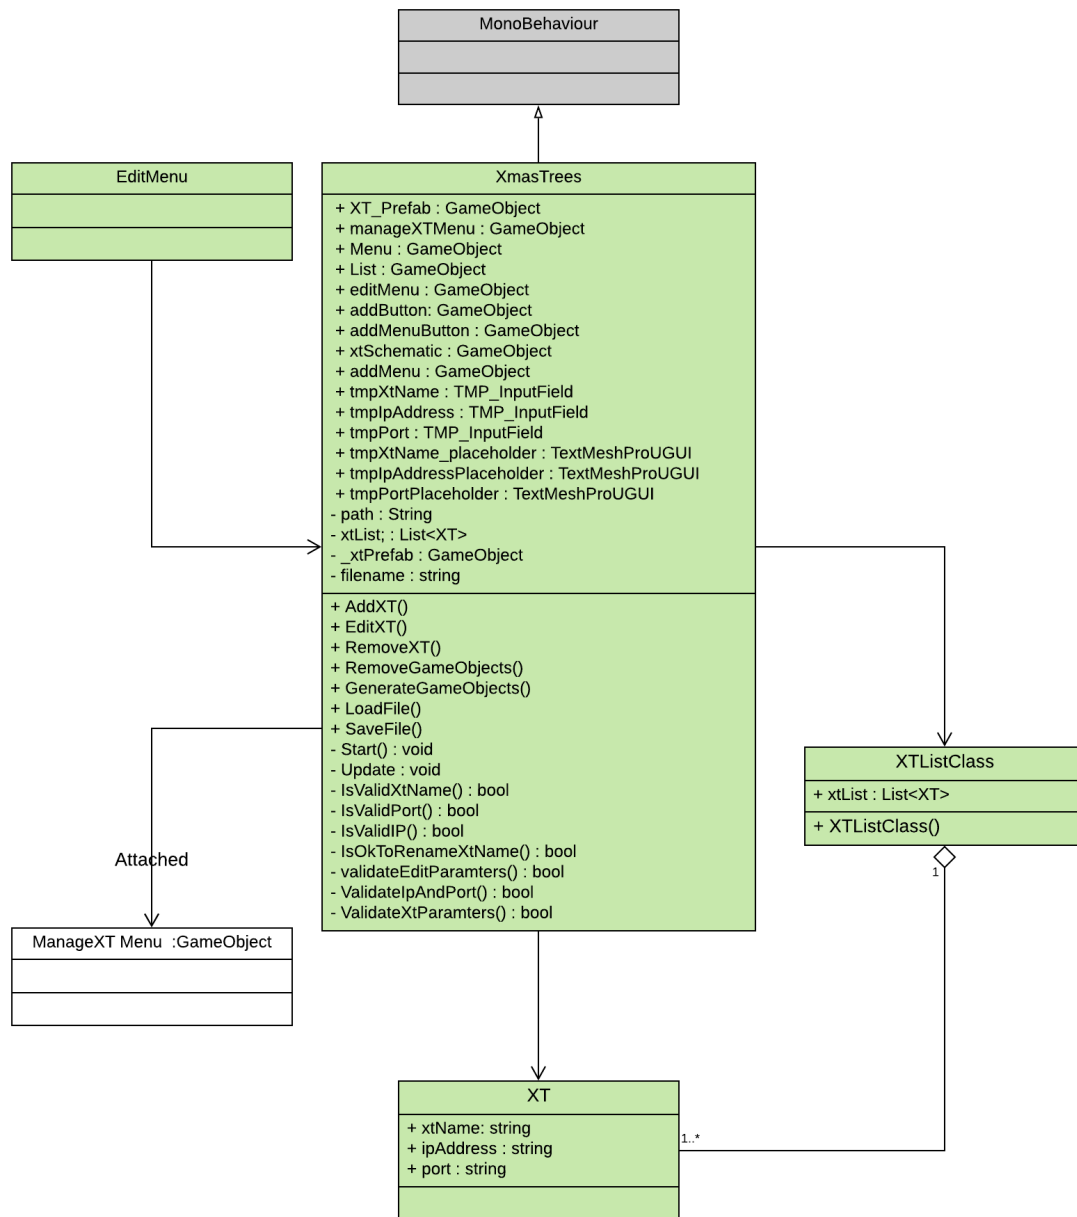 MonoBehaviour
EditMenu
XmasTrees
+ XT_Prefab : GameObject
+ manageXTMenu : GameObject
+ Menu : GameObject
+ List : GameObject
+ editMenu : GameObject
+ addButton: GameObject
+ addMenuButton : GameObject
+ xtSchematic : GameObject
+ addMenu : GameObject
+ tmpXtName : TMP_InputField
+ tmpIpAddress : TMP_InputField
+ tmpPort : TMP_InputField
+ tmpXtName_placeholder : TextMeshProUGUI
+ tmpIpAddressPlaceholder : TextMeshProUGUI
+ tmpPortPlaceholder : TextMeshProUGUI
- path : String
- xtList; : List<XT>
- _xtPrefab : GameObject
- filename : string
+ AddXT()
+ EditXT()
+ RemoveXT()
+ RemoveGameObjects()
+ GenerateGameObjects()
+ LoadFile()
+ SaveFile()
- Start() : void
- Update : void
- IsValidXtName() : bool
- IsValidPort() : bool
- IsValidIP() : bool
- IsOkToRenameXtName() : bool
- validateEditParamters() : bool
- ValidateIpAndPort() : bool
- ValidateXtParamters() : bool
XTListClass
+ xtList : List<XT>
+ XTListClass()
1
Attached
ManageXT Menu  :GameObject
XT
+ xtName: string
+ ipAddress : string
+ port : string
1..*